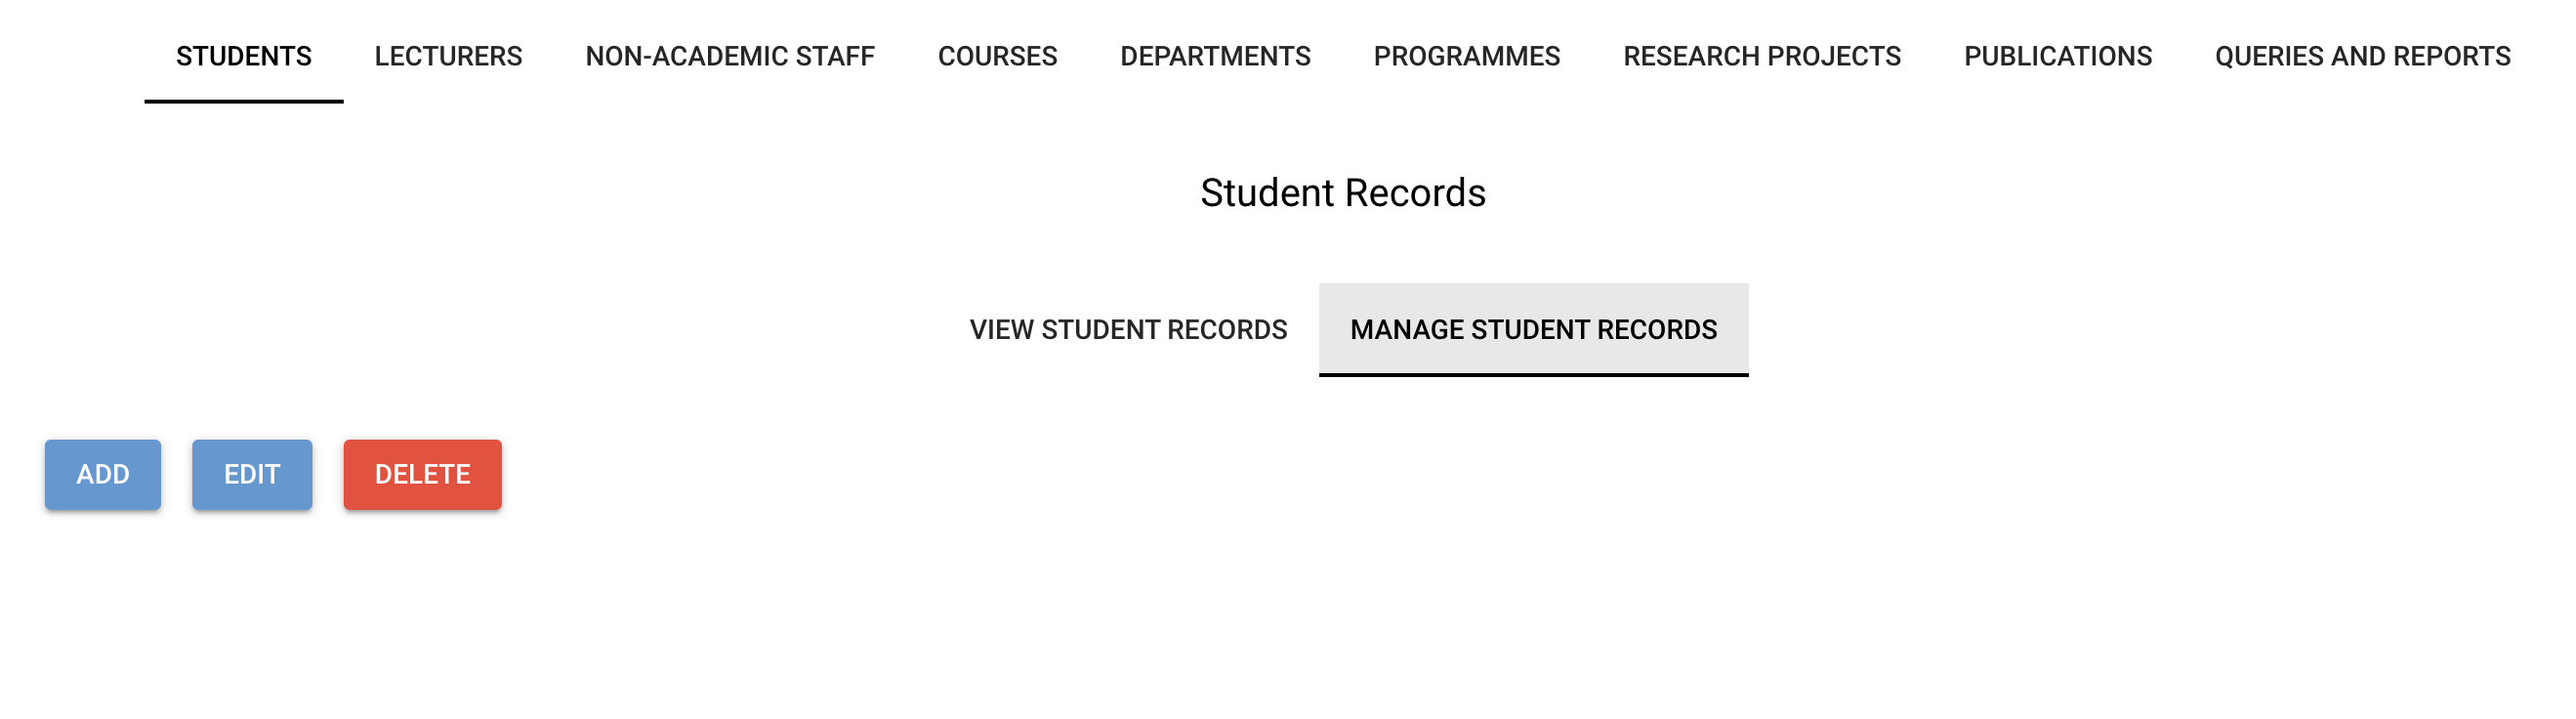 STUDENTS LECTURERS NON-ACADEMIC STAFF COURSES DEPARTMENTS PROGRAMMES RESEARCH PROJECTS PUBLICATIONS QUERIES AND REPORTS
Student Records
VIEW STUDENT RECORDS MANAGE STUDENT RECORDS
ADD EDIT DELETE